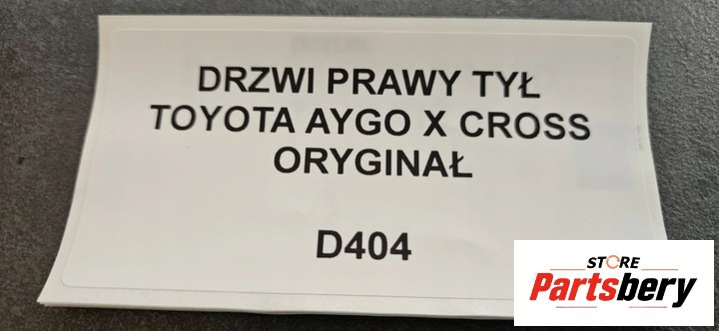 DRZWI PRAWY TYŁ
TOYOTA AYGO X CROSS
ORYGINAŁ
D404
STORE
Partsbery